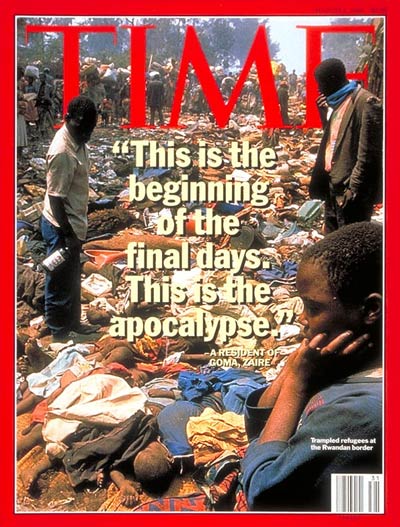 TIME
“This is the
beginning
of the
final days.
This is the
apocalypse.”
-A RESIDENT OF
GOMA, ZAIRE
Trampled refugees at
the Rwandan border
31